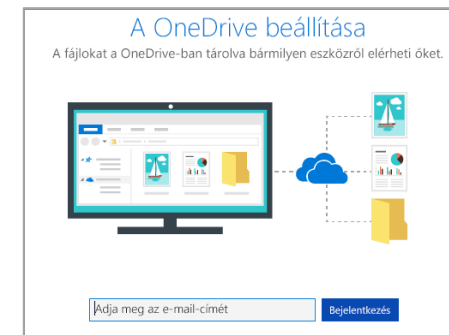 A OneDrive beállítása
A fájlokat a OneDrive-ban tárolva bármilyen eszközről elérheti őket.
Adja meg az e-mail-címét
Bejelentkezés